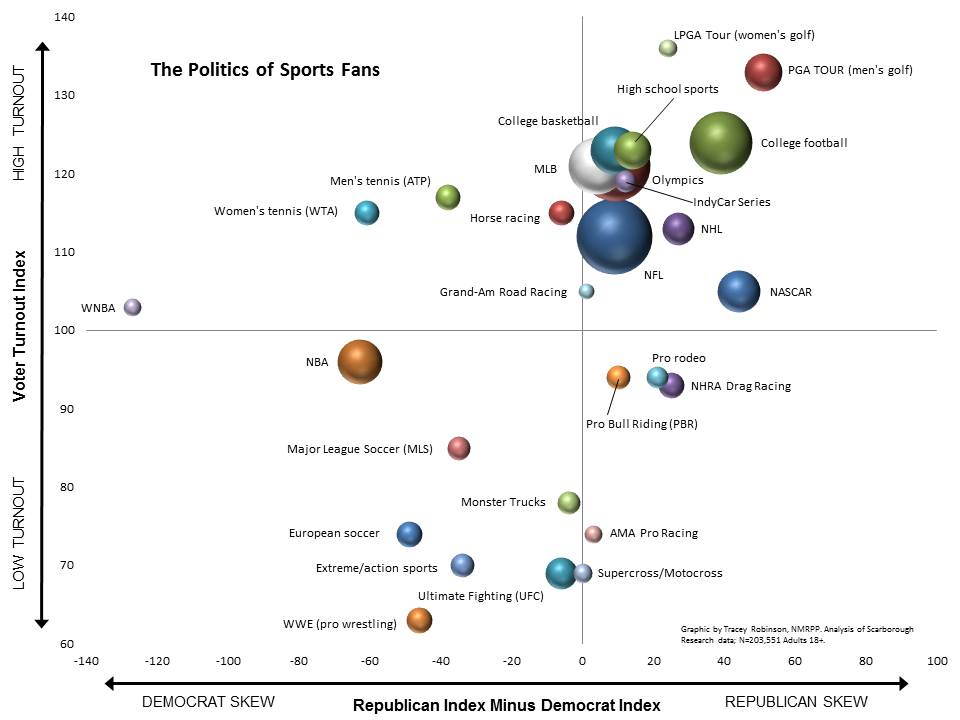 The Politics of Sports Fans
140
130
120
110
100
90
80
70
60
HIGH TURNOUT
Voter Turnout Index
LOW TURNOUT
LPGA Tour (women's golf)
PGA TOUR (men's golf)
High school sports
College basketball
College football
MLB
Olympics
Men's tennis (ATP)
IndyCar Series
Women's tennis (WTA)
Horse racing
NHL
NFL
Grand-Am Road Racing
NASCAR
WNBA
NBA
Pro rodeo
NHRA Drag Racing
Pro Bull Riding (PBR)
Major League Soccer (MLS)
Monster Trucks
European soccer
AMA Pro Racing
Extreme/action sports
Supercross/Motocross
Ultimate Fighting (UFC)
WWE (pro wrestling)
Graphic by Tracey Robinson, NMRPP. Analysis of Scarborough
Research data; N=203,551 Adults 18+.
-140 -120 -100 -80 -60 -40 -20 0 20 40 60 80 100
DEMOCRAT SKEW Republican Index Minus Democrat Index REPUBLICAN SKEW